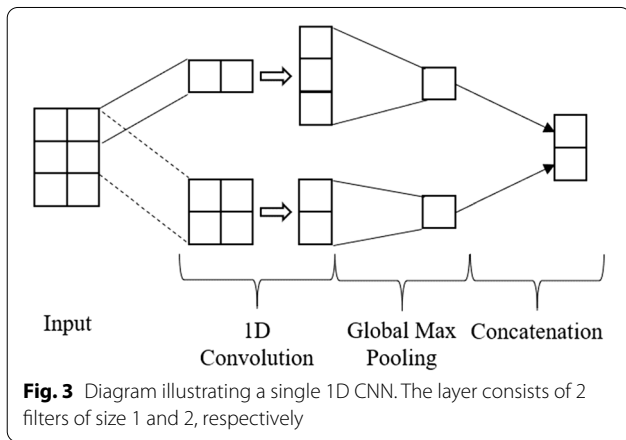 Input
1D
Convolution
Global Max
Pooling
Concatenation
Fig. 3 Diagram illustrating a single 1D CNN. The layer consists of 2
filters of size 1 and 2, respectively